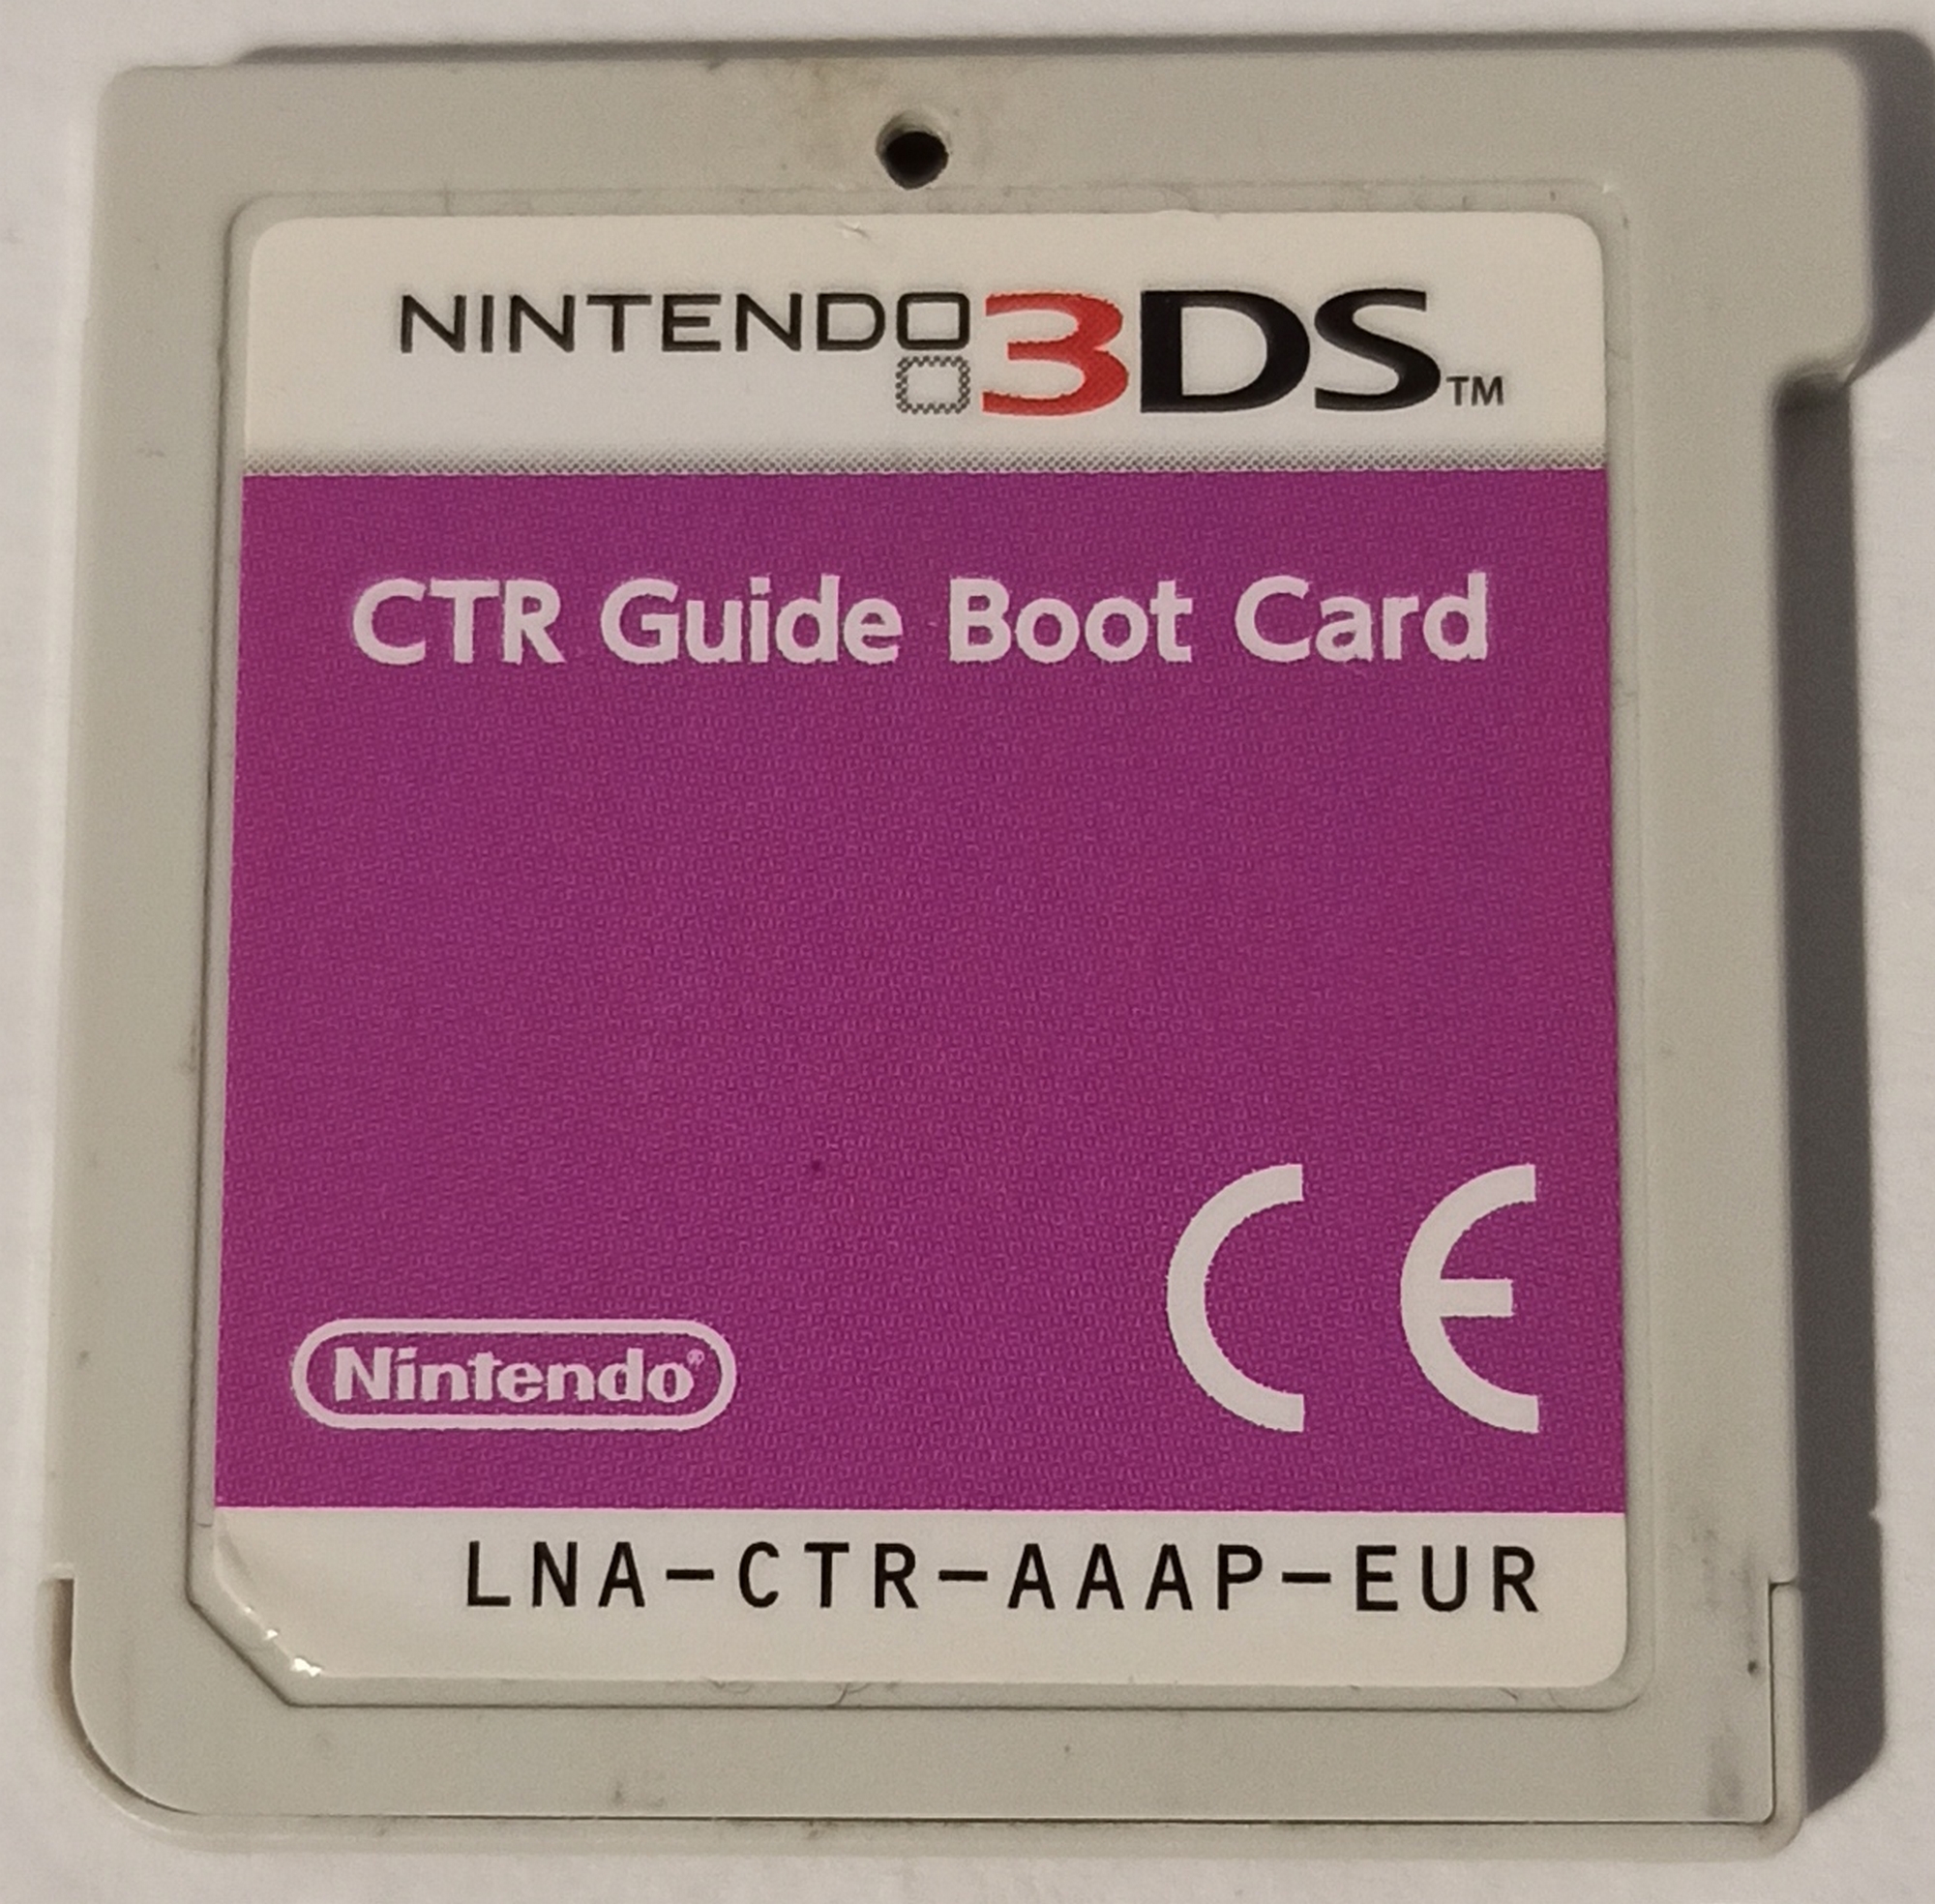 NINTENDO 3DS™
CTR Guide Boot Card
CE
Nintendo®
LNA-CTR-AAAP-EUR